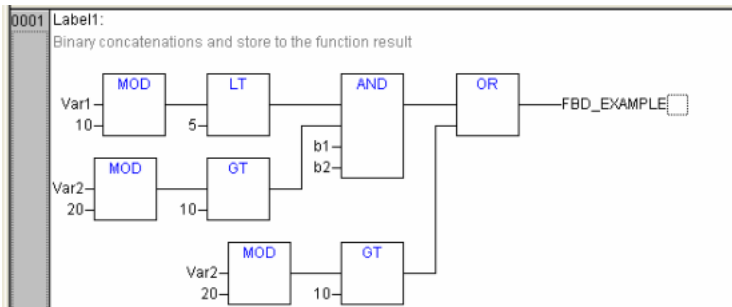 0001 Label1:
Binary concatenations and store to the function result
MOD LT AND OR
Var1 FBD_EXAMPLE
10 5
b1
MOD GT b2
Var2
20 10
MOD GT
Var2
20 10